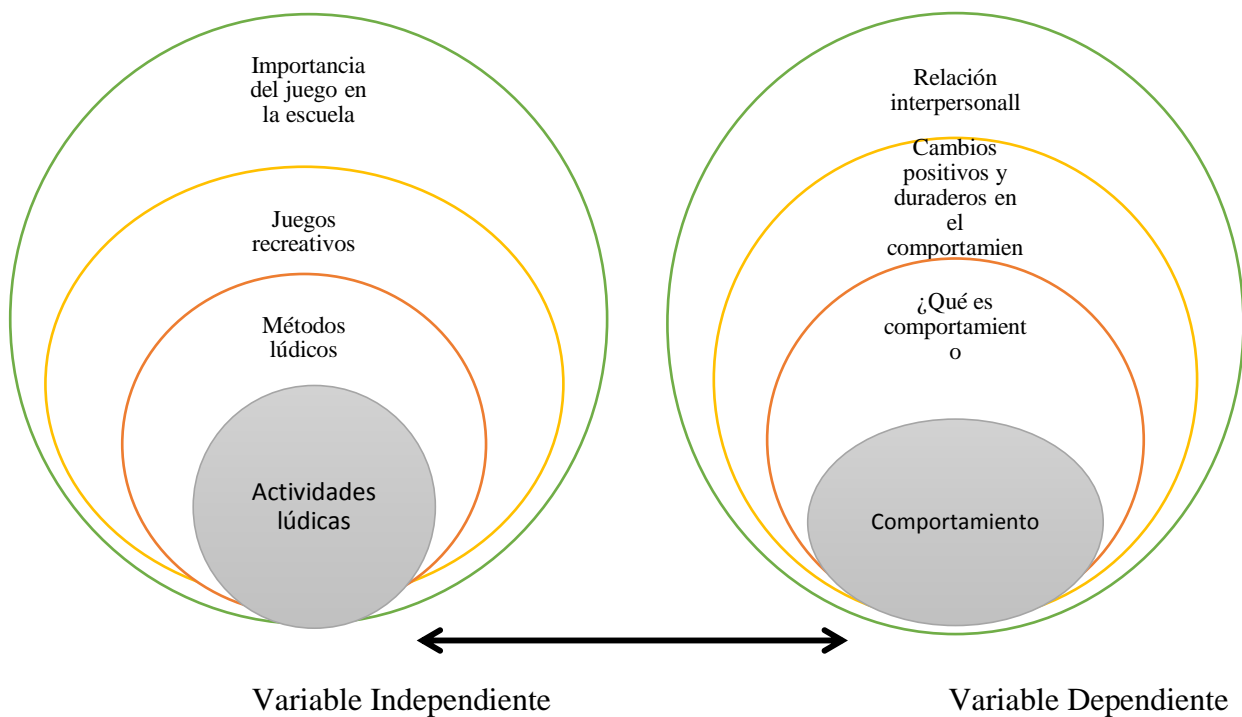 Importancia
del juego en
la escuela
Juegos
recreativos
Métodos
lúdicos
Actividades
lúdicas
Relación
interpersonall
Cambios
positivos y
duraderos en
el
comportamien
¿Qué es
comportamient
o
Comportamiento
Variable Independiente
Variable Dependiente